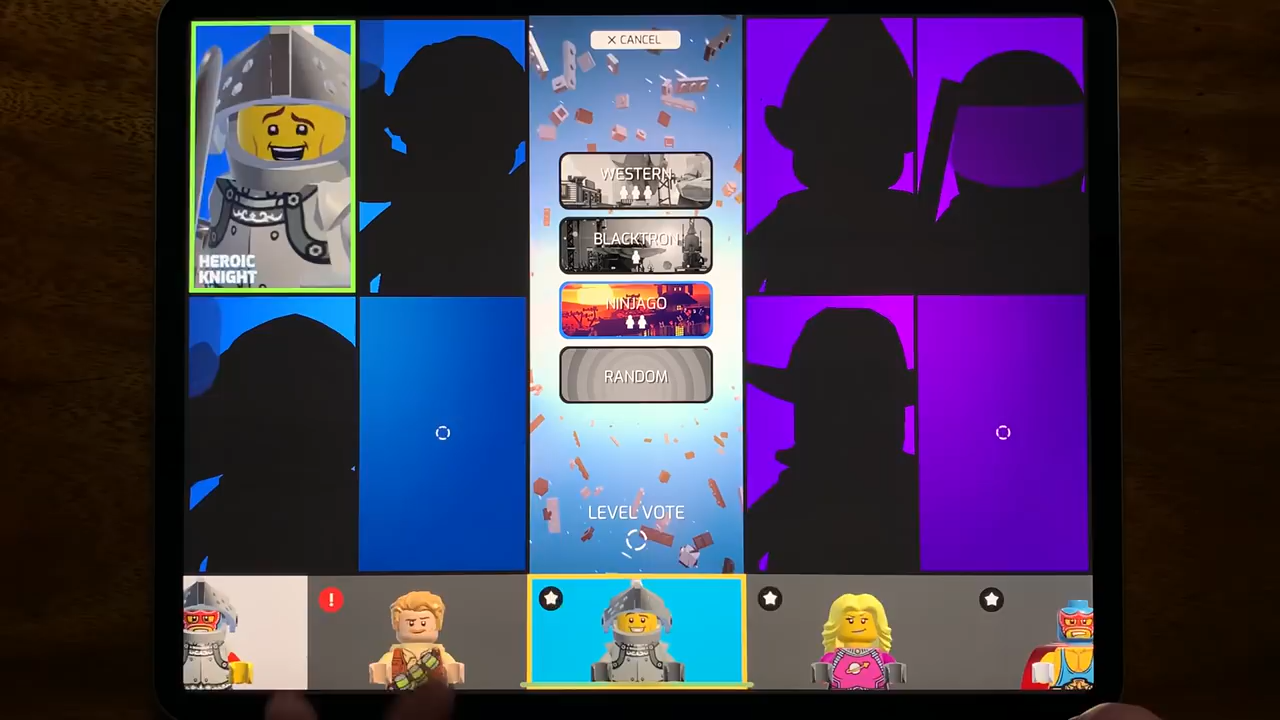 × CANCEL
HEROIC
KNIGHT
WESTERN
BLACKTRON
NINJAGO
RANDOM
LEVEL VOTE
!